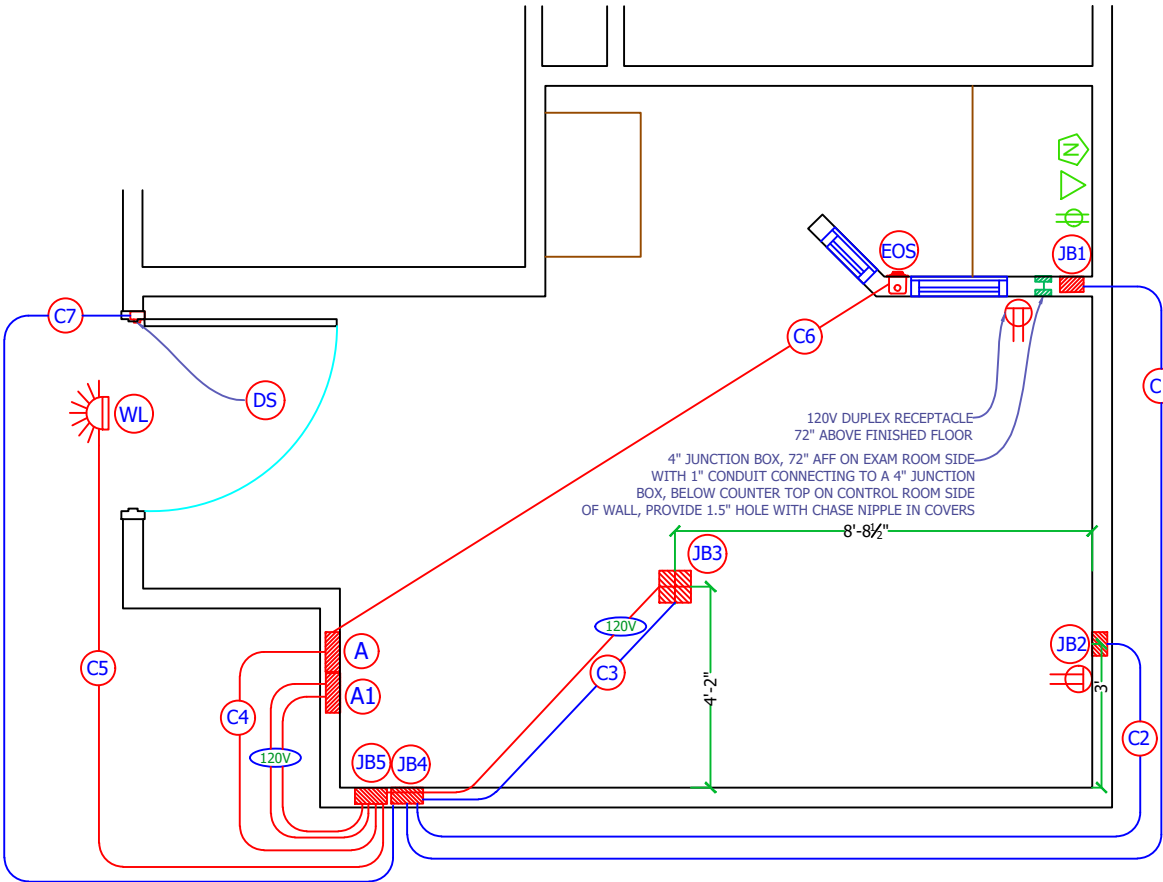 N
EOS
JB1
C7
C6
C
DS
WL
120V DUPLEX RECEPTACLE
72" ABOVE FINISHED FLOOR
4" JUNCTION BOX, 72" AFF ON EXAM ROOM SIDE
WITH 1" CONDUIT CONNECTING TO A 4" JUNCTION
BOX, BELOW COUNTER TOP ON CONTROL ROOM SIDE
OF WALL, PROVIDE 1.5" HOLE WITH CHASE NIPPLE IN COVERS
8'-8½"
JB3
120V
A
JB2
C5
C3
4'-2"
3'
A1
C4
C2
120V
JB5
JB4